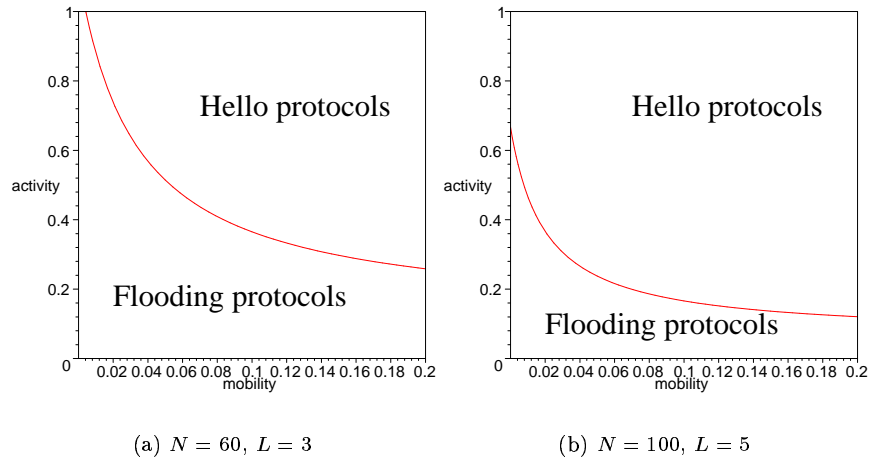 1
0.8
0.6
activity
0.4
0.2
0
0.02 0.04 0.06 0.08 0.1 0.12 0.14 0.16 0.18 0.2
mobility
Hello protocols
Flooding protocols
(a) N = 60, L = 3
1
0.8
0.6
activity
0.4
0.2
0
0.02 0.04 0.06 0.08 0.1 0.12 0.14 0.16 0.18 0.2
mobility
Hello protocols
Flooding protocols
(b) N = 100, L = 5